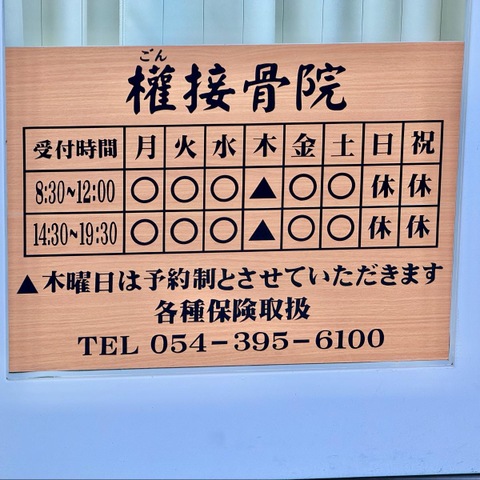 ごん
權接骨院
受付時間 月 火 水 木 金 土 日 祝
8:30~12:00 ○ ○ ○ ▲ ○ ○ 休 休
14:30~19:30 ○ ○ ○ ▲ ○ ○ 休 休
▲木曜日は予約制とさせていただきます
各種保険取扱
TEL 054-395-6100